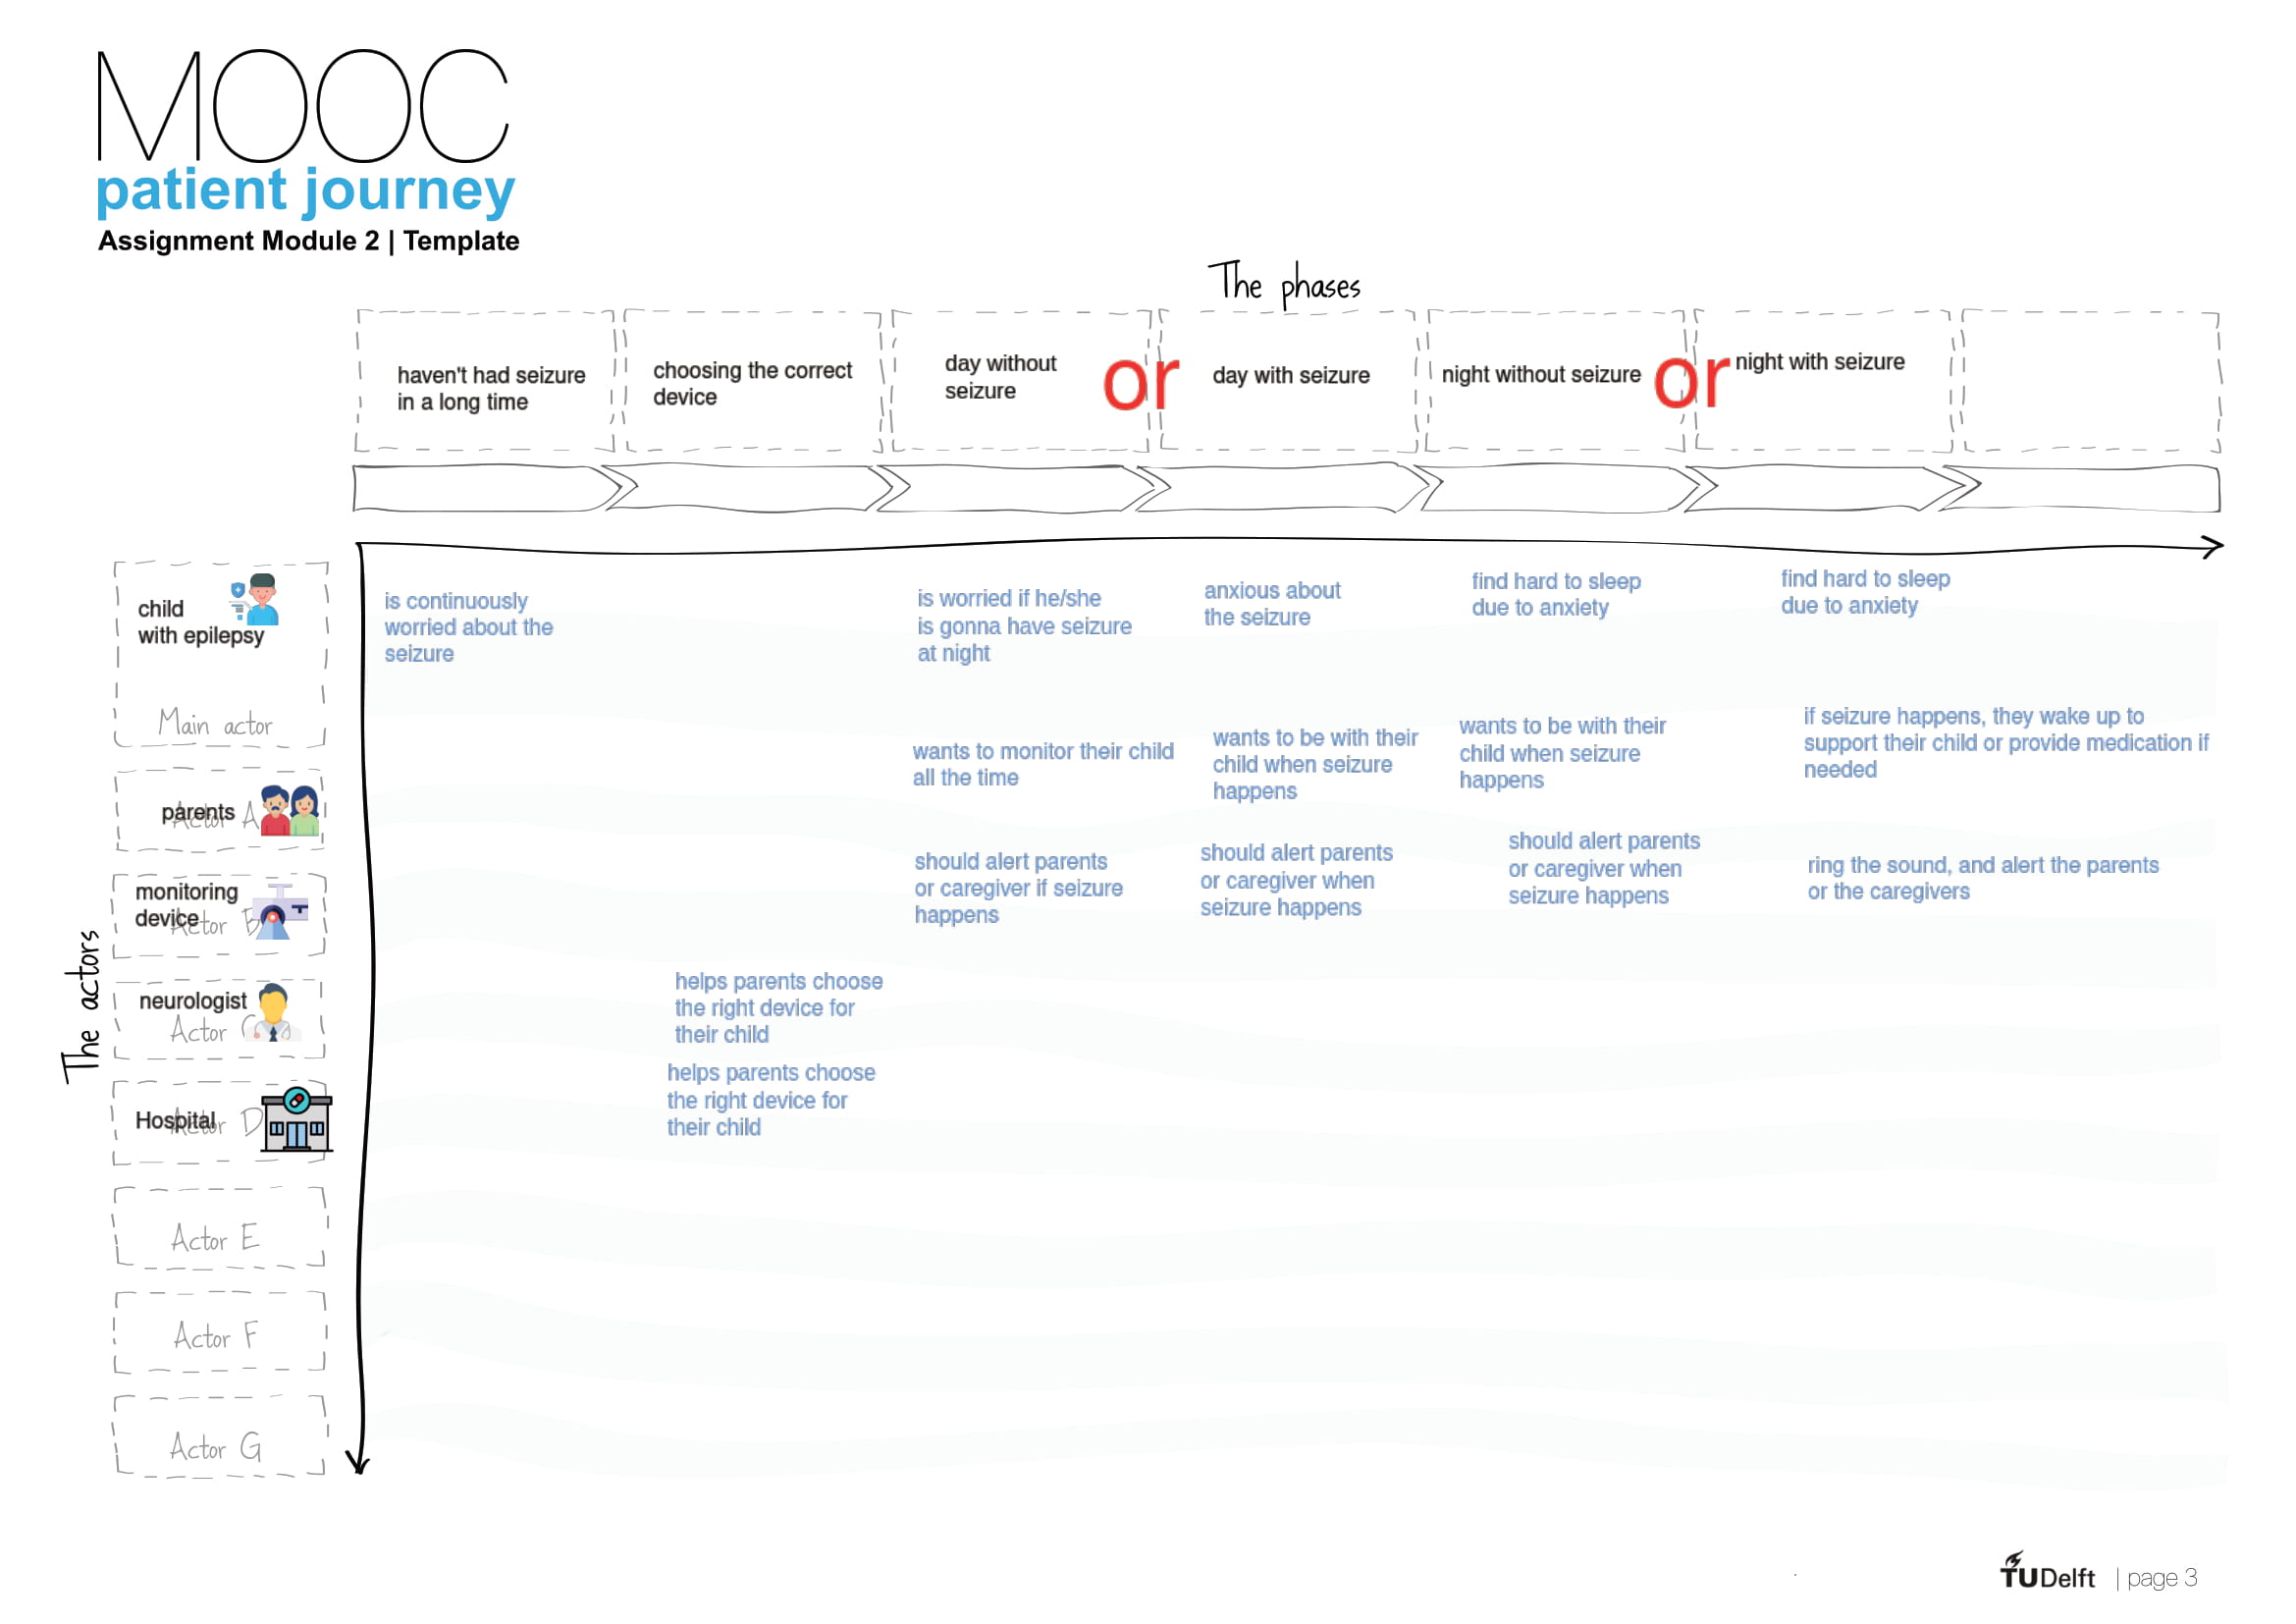 MOOC
patient journey
Assignment Module 2 | Template
The phases
haven't had seizure
in a long time
choosing the correct
device
day without
seizure
or
day with seizure
night without seizure
or
night with seizure
The actors
child
with epilepsy
Main actor
is continuously
worried about the
seizure
is worried if he/she
is gonna have seizure
at night
anxious about
the seizure
find hard to sleep
due to anxiety
find hard to sleep
due to anxiety
parents
Actor A
wants to monitor their child
all the time
wants to be with their
child when seizure
happens
wants to be with their
child when seizure
happens
if seizure happens, they wake up to
support their child or provide medication if
needed
monitoring
device
Actor B
should alert parents
or caregiver if seizure
happens
should alert parents
or caregiver when
seizure happens
should alert parents
or caregiver when
seizure happens
ring the sound, and alert the parents
or the caregivers
neurologist
Actor C
helps parents choose
the right device for
their child
Hospital
Actor D
helps parents choose
the right device for
their child
Actor E
Actor F
Actor G
TUDelft | page 3